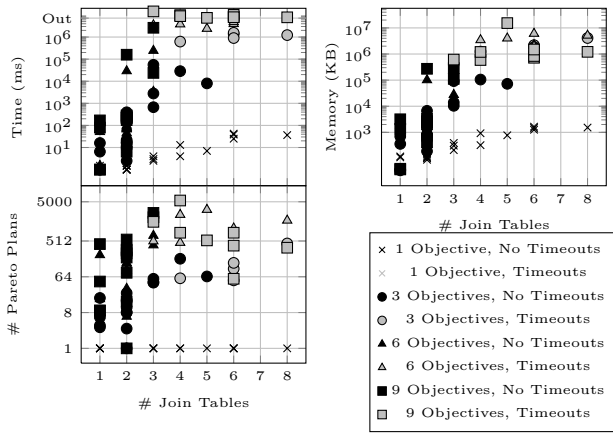 Out
10^6
10^5
10^4
10^3
10^2
10^1
Time (ms)
5000
512
64
8
1
# Pareto Plans
1 2 3 4 5 6 7 8
# Join Tables
10^7
10^6
10^5
10^4
10^3
Memory (KB)
1 2 3 4 5 6 7 8
# Join Tables
1 Objective, No Timeouts
1 Objective, Timeouts
3 Objectives, No Timeouts
3 Objectives, Timeouts
6 Objectives, No Timeouts
6 Objectives, Timeouts
9 Objectives, No Timeouts
9 Objectives, Timeouts